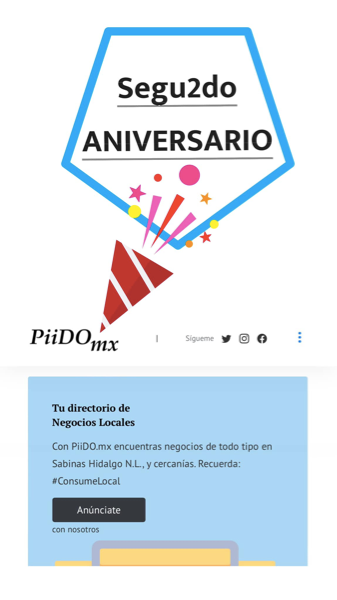 Segu2do
ANIVERSARIO
PiiDO.mx
| Sígueme
Tu directorio de
Negocios Locales
Con PiiDO.mx encuentras negocios de todo tipo en
Sabinas Hidalgo N.L., y cercanías. Recuerda:
#ConsumeLocal
Anúnciate
con nosotros